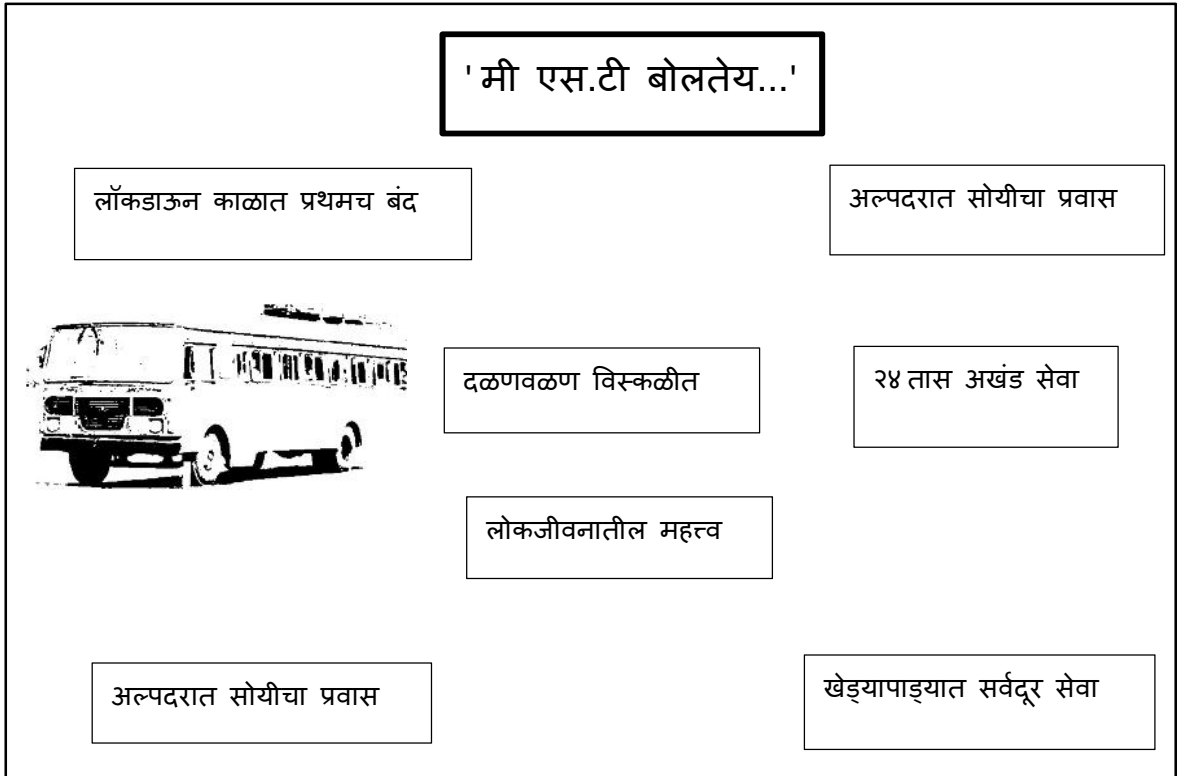 ' मी एस.टी बोलतेय...'
लॉकडाऊन काळात प्रथमच बंद
अल्पदरात सोयीचा प्रवास
दळणवळण विस्कळीत
२४ तास अखंड सेवा
लोकजीवनातील महत्त्व
अल्पदरात सोयीचा प्रवास
खेड्यापाड्यात सर्वदूर सेवा